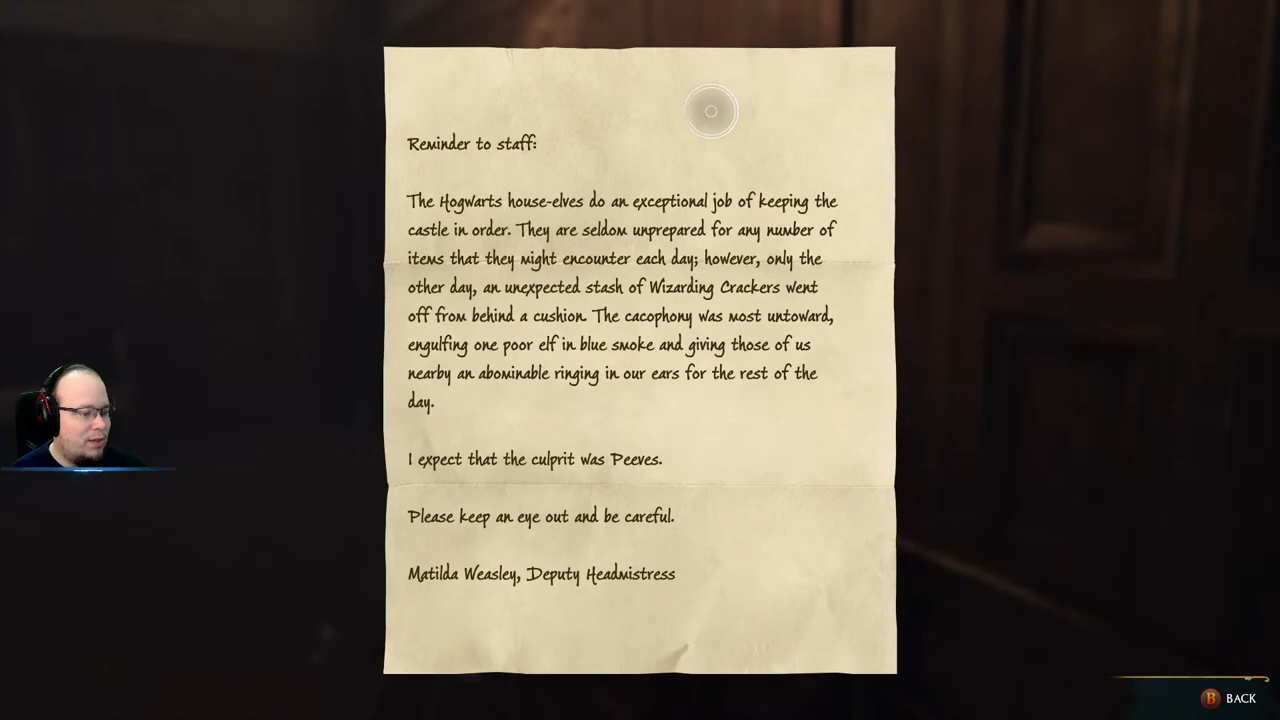 Reminder to staff:
The Hogwarts house-elves do an exceptional job of keeping the
castle in order. They are seldom unprepared for any number of
items that they might encounter each day; however, only the
other day, an unexpected stash of Wizarding Crackers went
off from behind a cushion. The cacophony was most untoward,
engulfing one poor elf in blue smoke and giving those of us
nearby an abominable ringing in our ears for the rest of the
day.
I expect that the culprit was Peeves.
Please keep an eye out and be careful.
Matilda Weasley, Deputy Headmistress
B BACK